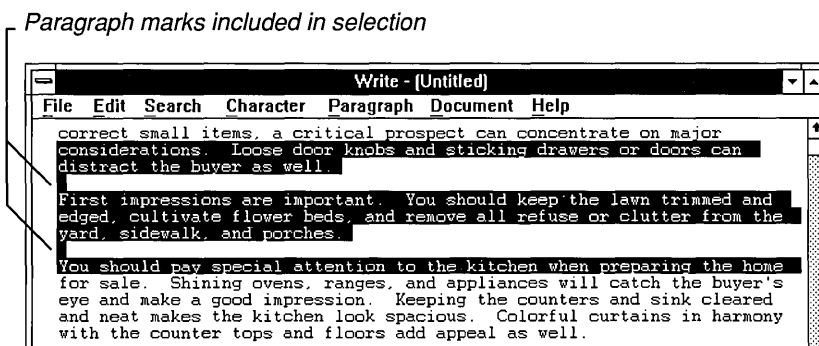 Paragraph marks included in selection
Write - (Untitled)
File Edit Search Character Paragraph Document Help
correct small items, a critical prospect can concentrate on major
considerations.  Loose door knobs and sticking drawers or doors can
distract the buyer as well.
First impressions are important.  You should keep the lawn trimmed and
edged, cultivate flower beds, and remove all refuse or clutter from the
yard, sidewalk, and porches.
You should pay special attention to the kitchen when preparing the home
for sale.  Shining ovens, ranges, and appliances will catch the buyer's
eye and make a good impression.  Keeping the counters and sink cleared
and neat makes the kitchen look spacious.  Colorful curtains in harmony
with the counter tops and floors add appeal as well.